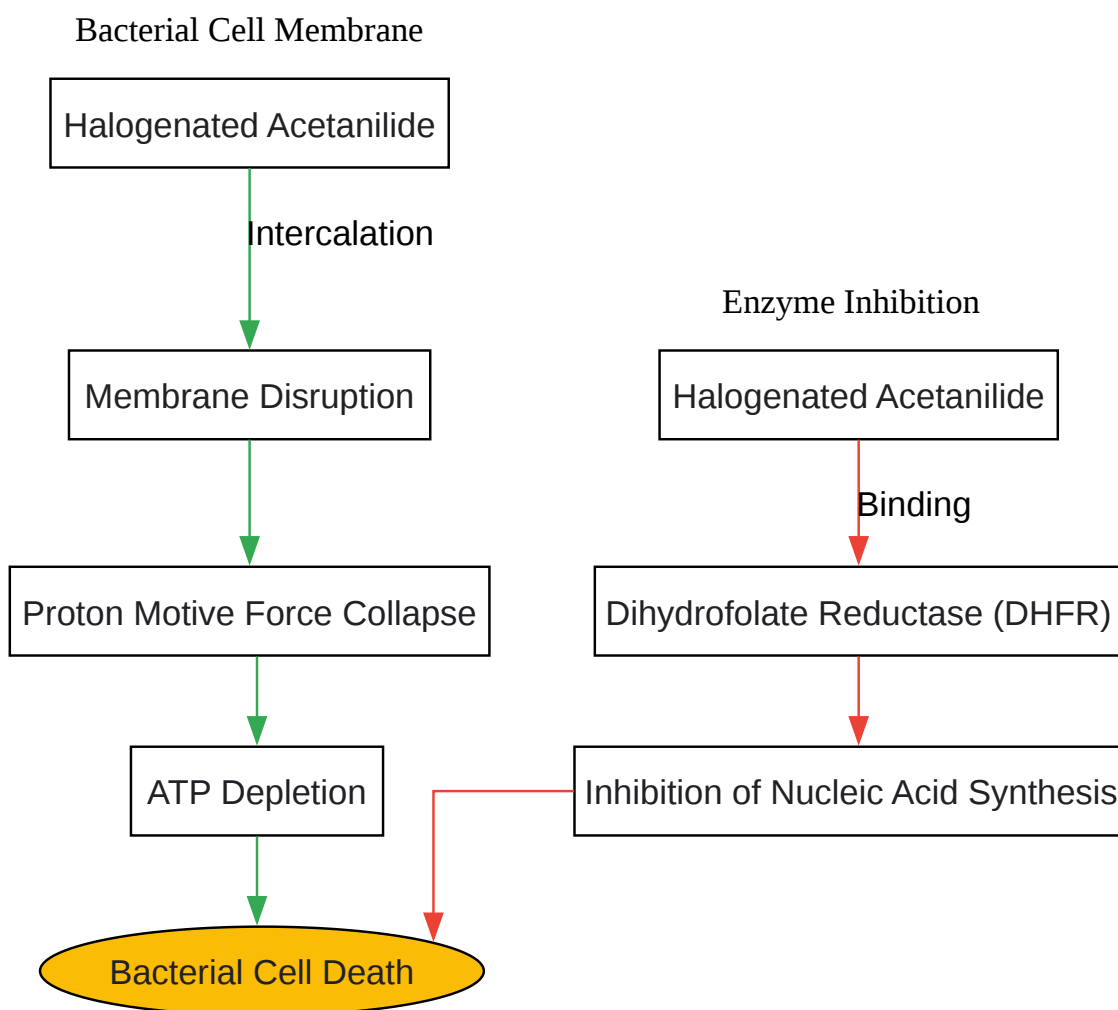 Bacterial Cell Membrane
Halogenated Acetanilide
Intercalation
Membrane Disruption
Proton Motive Force Collapse
ATP Depletion
Enzyme Inhibition
Halogenated Acetanilide
Binding
Dihydrofolate Reductase (DHFR)
Inhibition of Nucleic Acid Synthesis
Bacterial Cell Death